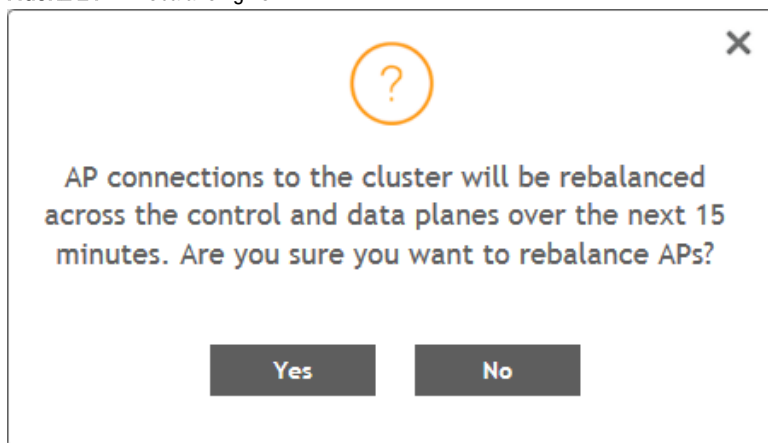 ?
AP connections to the cluster will be rebalanced
across the control and data planes over the next 15
minutes. Are you sure you want to rebalance APs?
Yes
No